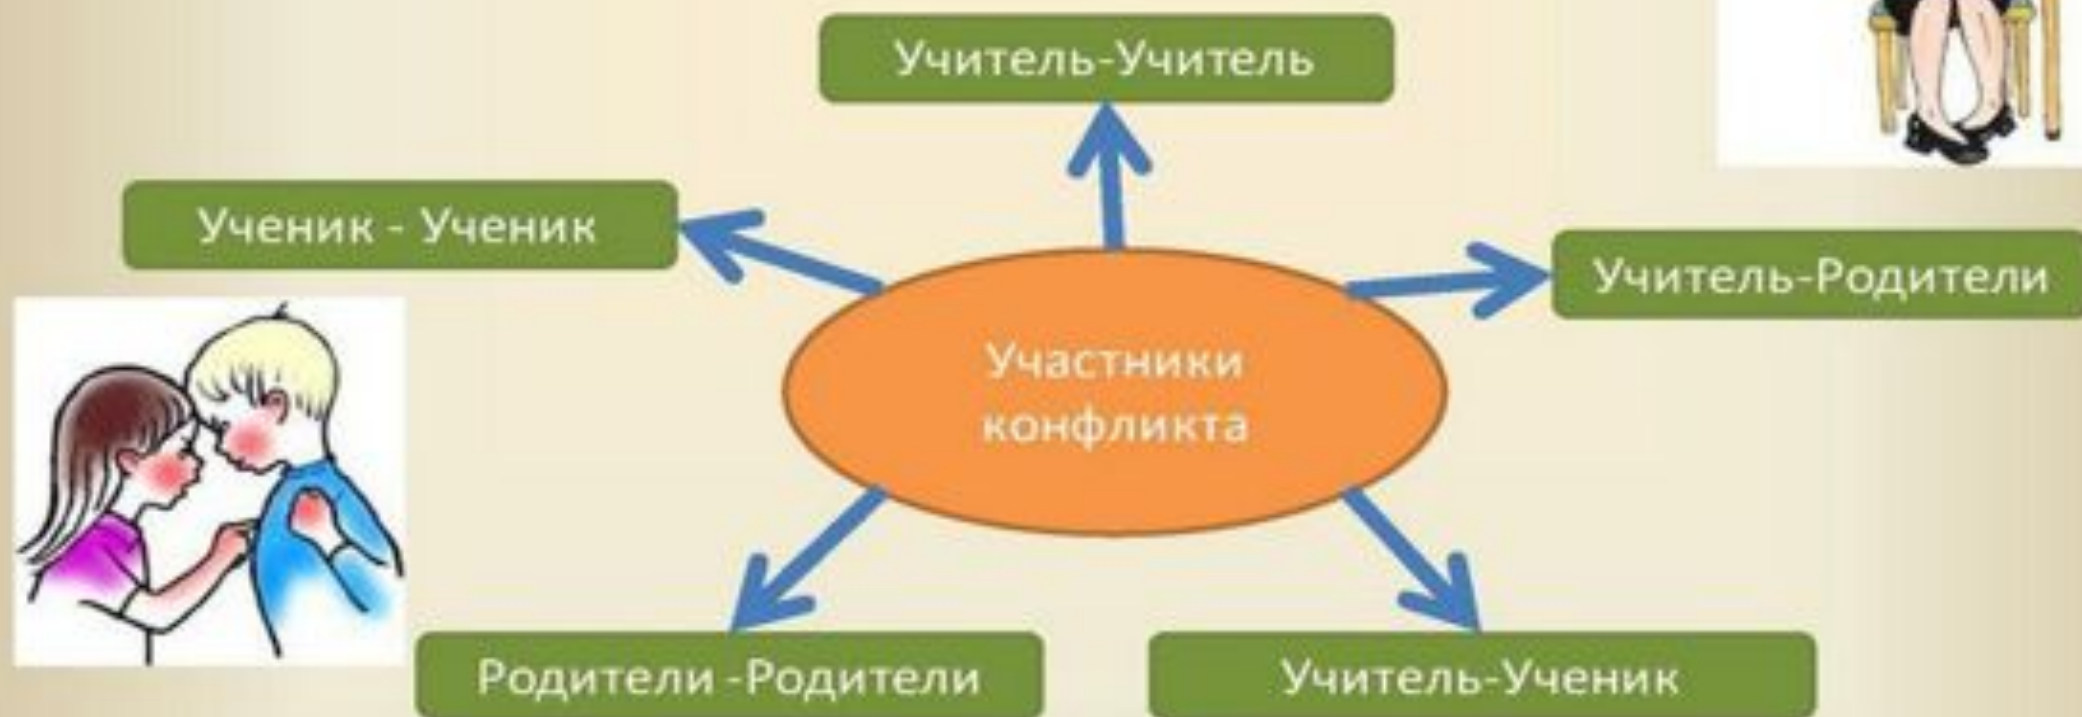 Учитель-Учитель
Ученик - Ученик
Учитель-Родители
Участники
конфликта
Родители -Родители
Учитель-Ученик